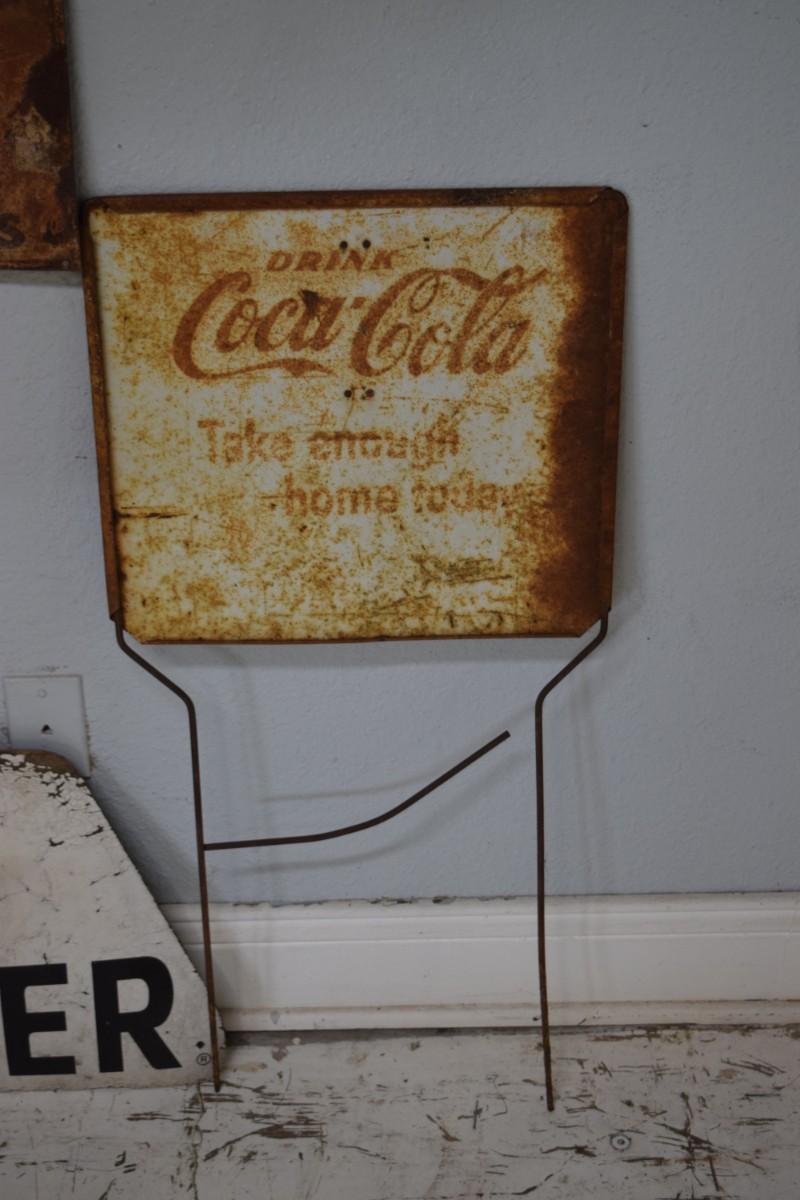 DRINK
Coca-Cola
Take enough
home today
ER
®
S